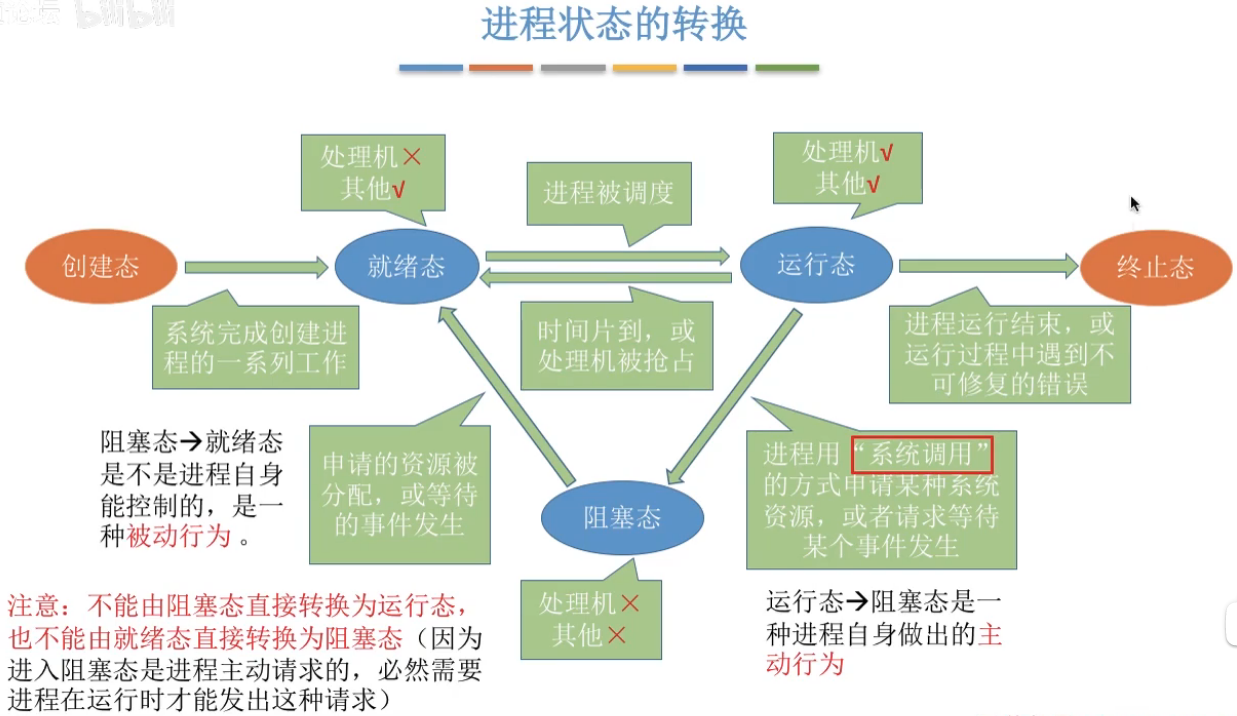 进程状态的转换
处理机×
其他√
进程被调度
处理机√
其他√
创建态
就绪态
运行态
终止态
系统完成创建进
程的一系列工作
时间片到，或
处理机被抢占
进程运行结束，或
运行过程中遇到不
可修复的错误
阻塞态→就绪态
是不是进程自身
能控制的，是一
种被动行为 。
申请的资源被
分配，或等待
的事件发生
进程用“系统调用”
的方式申请某种系统
资源，或者请求等待
某个事件发生
阻塞态
处理机×
其他×
注意：不能由阻塞态直接转换为运行态，
也不能由就绪态直接转换为阻塞态（因为
进入阻塞态是进程主动请求的，必然需要
进程在运行时才能发出这种请求）
运行态→阻塞态是一
种进程自身做出的主
动行为
bilibili